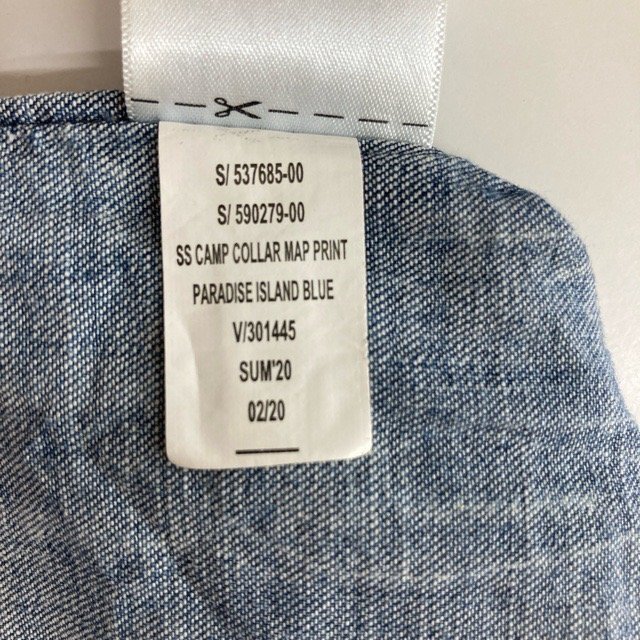 S/ 537685-00
S/ 590279-00
SS CAMP COLLAR MAP PRINT
PARADISE ISLAND BLUE
V/301445
SUM'20
02/20